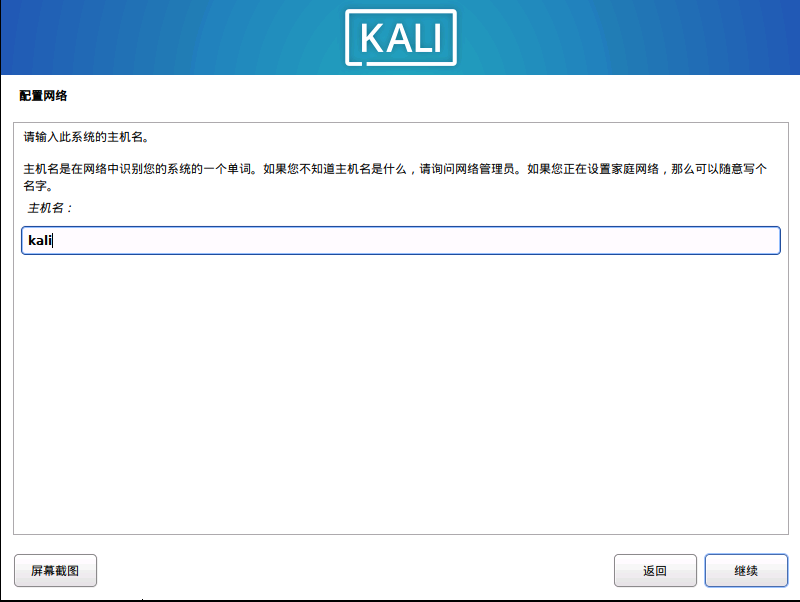 KALI
配置网络
请输入此系统的主机名。
主机名是在网络中识别您的系统的一个单词。如果您不知道主机名是什么，请询问网络管理员。如果您正在设置家庭网络，那么可以随意写个
名字。
主机名：
kali
屏幕截图
返回
继续